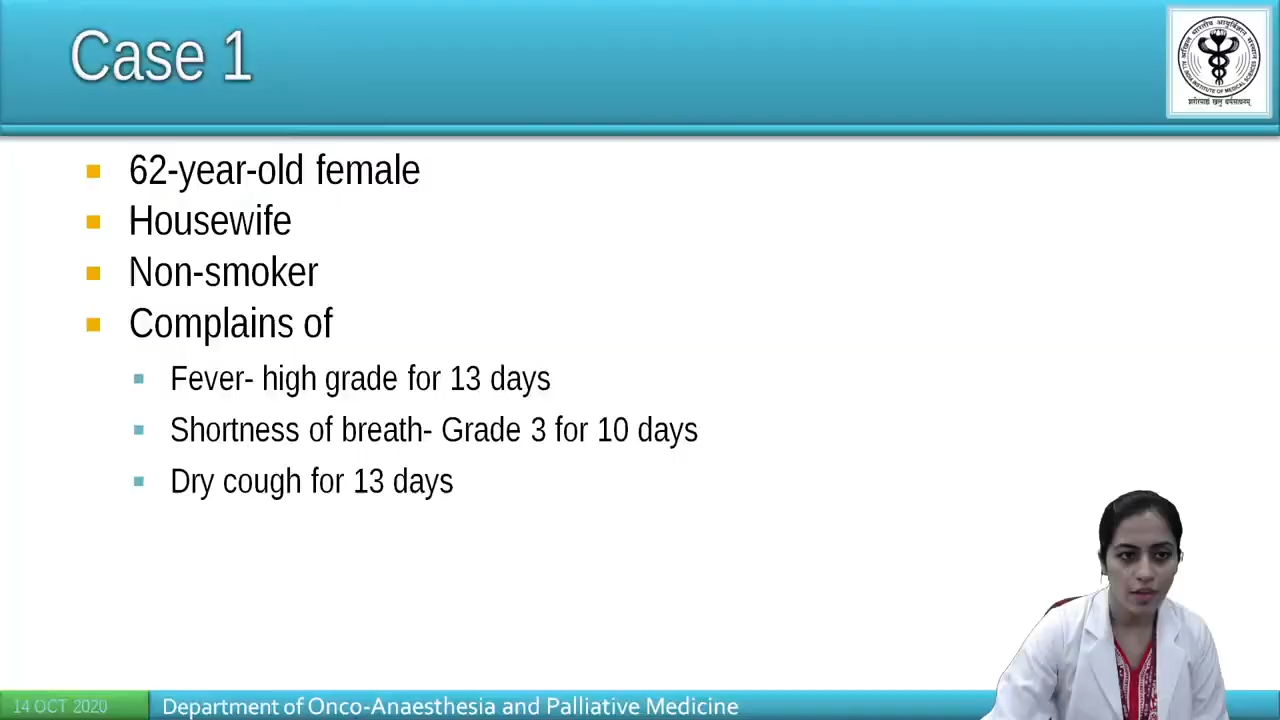 Case 1
62-year-old female
Housewife
Non-smoker
Complains of
Fever- high grade for 13 days
Shortness of breath- Grade 3 for 10 days
Dry cough for 13 days
14 OCT 2020
Department of Onco-Anaesthesia and Palliative Medicine